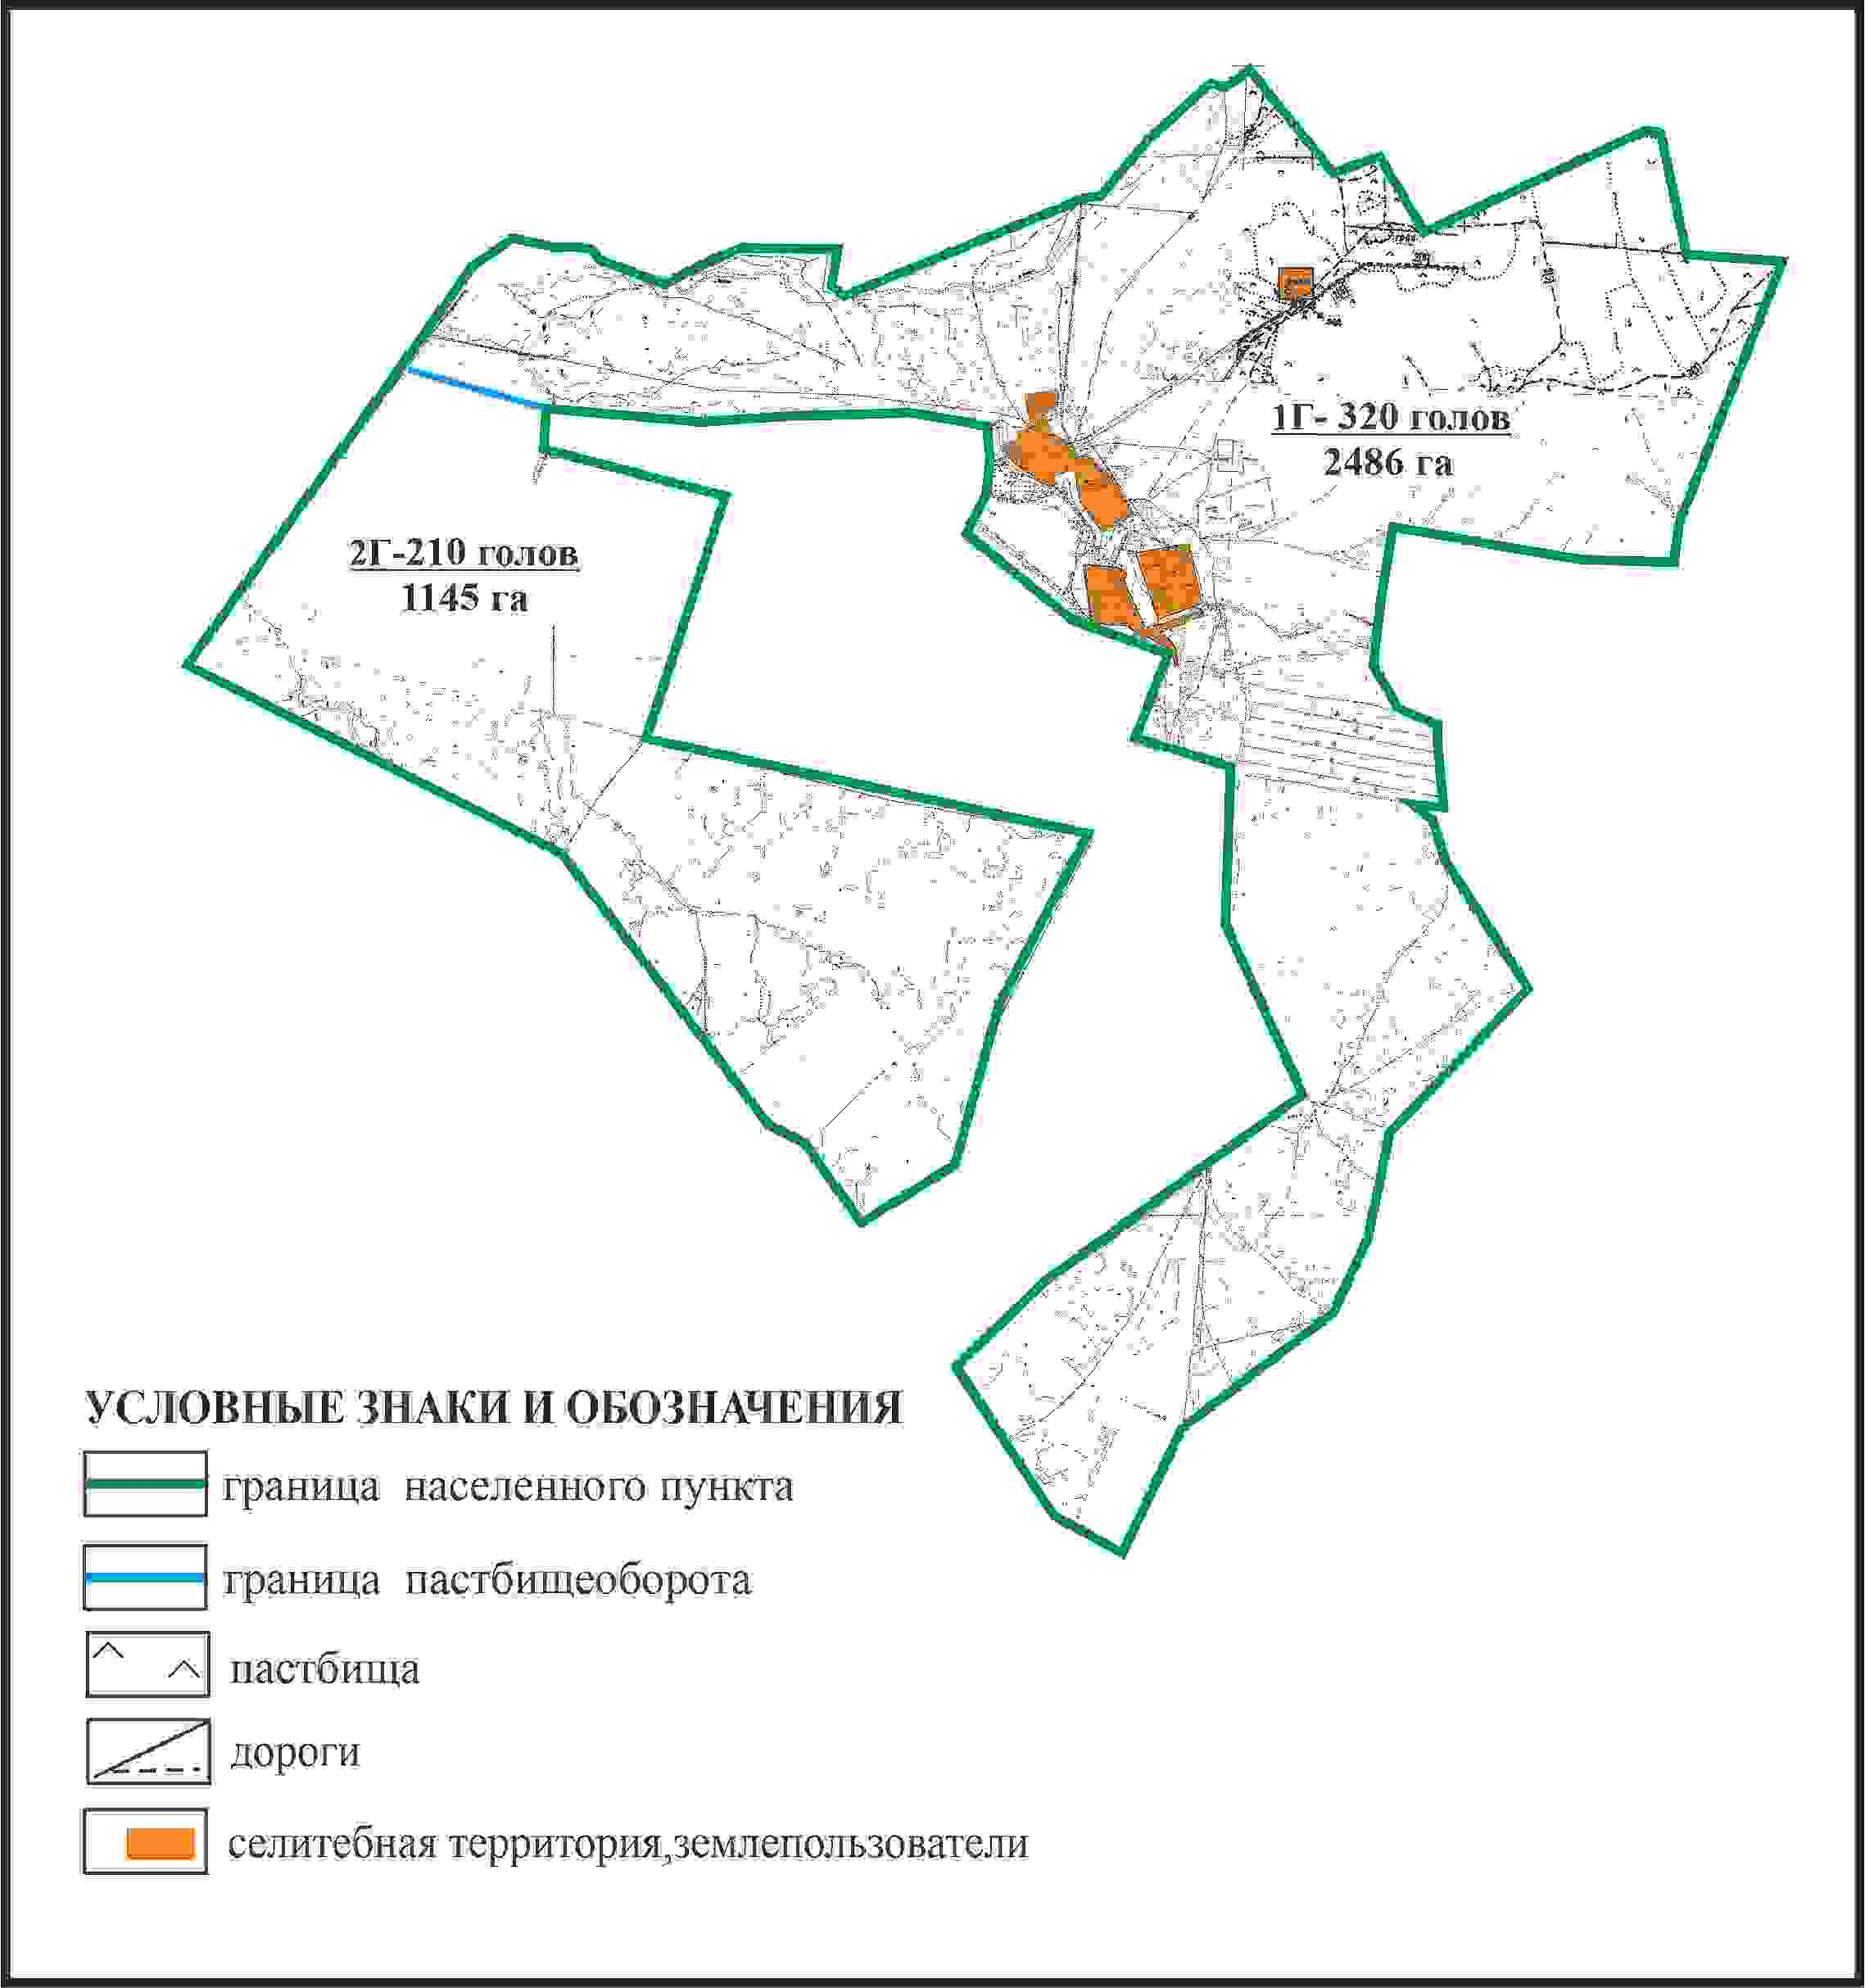 1Г- 320 голов
2486 га
2Г-210 голов
1145 га
УСЛОВНЫЕ ЗНАКИ И ОБОЗНАЧЕНИЯ
граница населенного пункта
граница пастбищеоборота
пастбища
дороги
селитебная территория,землепользователи